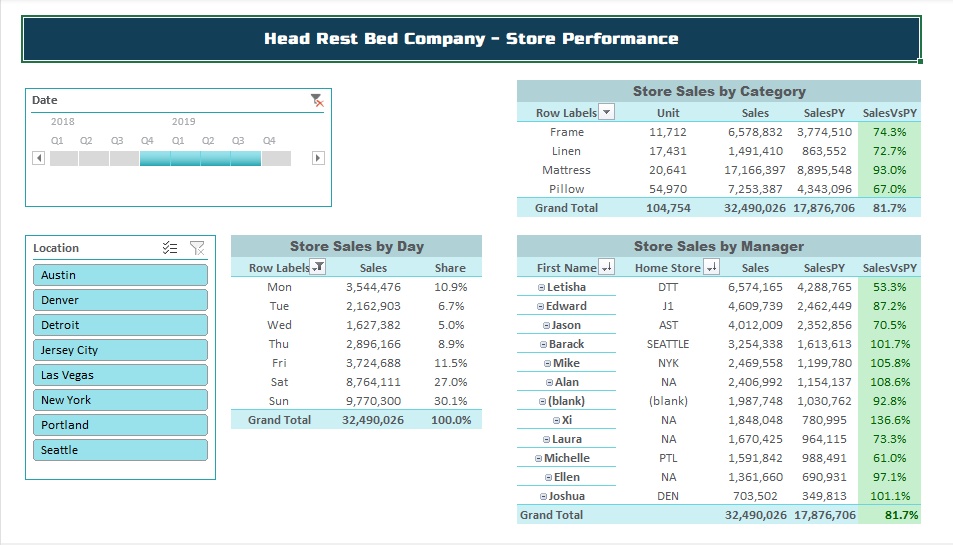 Head Rest Bed Company - Store Performance
Date
2018 2019
Q1 Q2 Q3 Q4 Q1 Q2 Q3 Q4
Store Sales by Category
Row Labels Unit Sales SalesPY SalesVsPY
Frame 11,712 6,578,832 3,774,510 74.3%
Linen 17,431 1,491,410 863,552 72.7%
Mattress 20,641 17,166,397 8,895,548 93.0%
Pillow 54,970 7,253,387 4,343,096 67.0%
Grand Total 104,754 32,490,026 17,876,706 81.7%
Location
Austin
Denver
Detroit
Jersey City
Las Vegas
New York
Portland
Seattle
Store Sales by Day
Row Labels Sales Share
Mon 3,544,476 10.9%
Tue 2,162,903 6.7%
Wed 1,627,382 5.0%
Thu 2,896,166 8.9%
Fri 3,724,688 11.5%
Sat 8,764,111 27.0%
Sun 9,770,300 30.1%
Grand Total 32,490,026 100.0%
Store Sales by Manager
First Name Home Store Sales SalesPY SalesVsPY
Letisha DTT 6,574,165 4,288,765 53.3%
Edward J1 4,609,739 2,462,449 87.2%
Jason AST 4,012,009 2,352,856 70.5%
Barack SEATTLE 3,254,338 1,613,613 101.7%
Mike NYK 2,469,558 1,199,780 105.8%
Alan NA 2,406,992 1,154,137 108.6%
(blank) (blank) 1,987,748 1,030,762 92.8%
Xi NA 1,848,048 780,995 136.6%
Laura NA 1,670,425 964,115 73.3%
Michelle PTL 1,591,842 988,491 61.0%
Ellen NA 1,361,660 690,931 97.1%
Joshua DEN 703,502 349,813 101.1%
Grand Total 32,490,026 17,876,706 81.7%